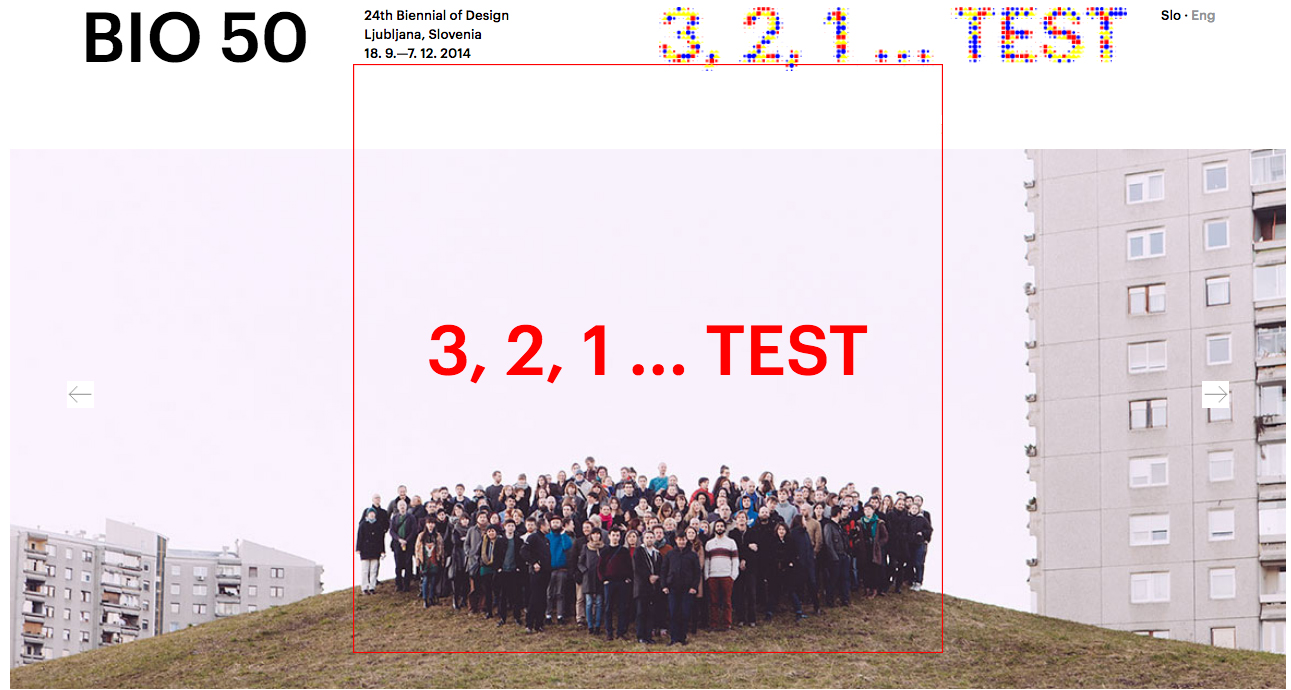 BIO 50
24th Biennial of Design
Ljubljana, Slovenia
18. 9.—7. 12. 2014
3, 2, 1 ... TEST
Slo · Eng
3, 2, 1 ... TEST